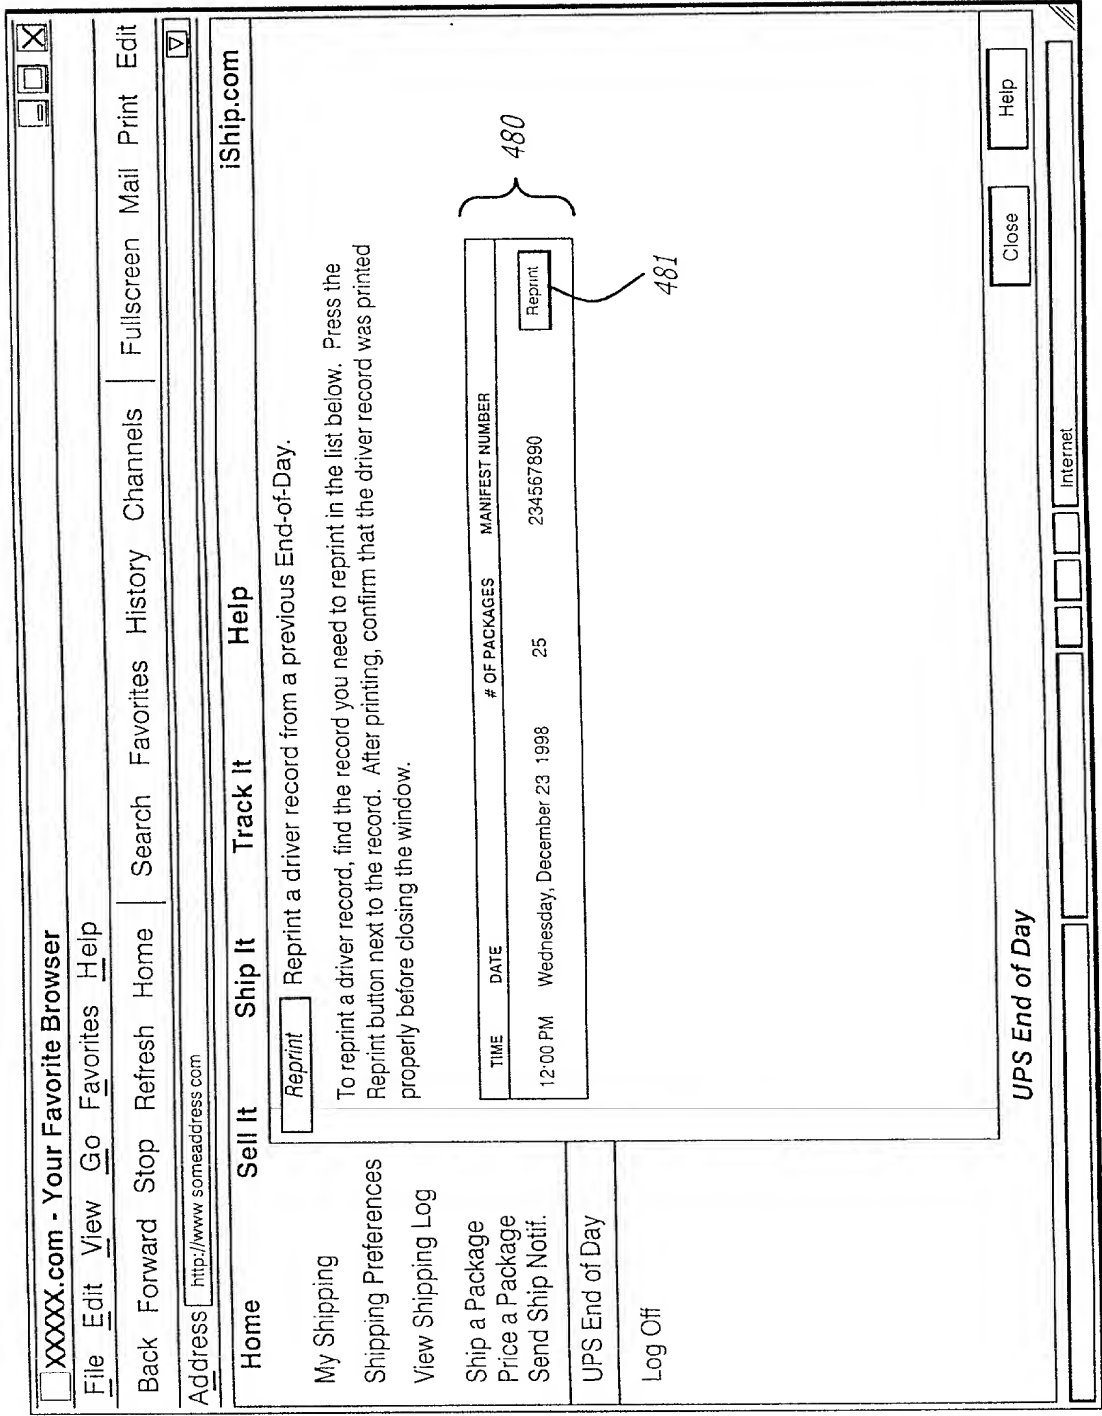 XXXXX.com - Your Favorite Browser
File Edit View Go Favorites Help
Back Forward Stop Refresh Home Search Favorites History Channels Fullscreen Mail Print Edit
Address http://www someaddress com
Home Sell It Ship It Track It Help iShip.com
My Shipping
Shipping Preferences
View Shipping Log
Ship a Package
Price a Package
Send Ship Notif.
UPS End of Day
Log Off
Reprint Reprint a driver record from a previous End-of-Day.
To reprint a driver record, find the record you need to reprint in the list below. Press the
Reprint button next to the record. After printing, confirm that the driver record was printed
properly before closing the window.
TIME DATE # OF PACKAGES MANIFEST NUMBER
12:00 PM Wednesday, December 23 1998 25 234567890 Reprint
480
481
Close Help
UPS End of Day
Internet